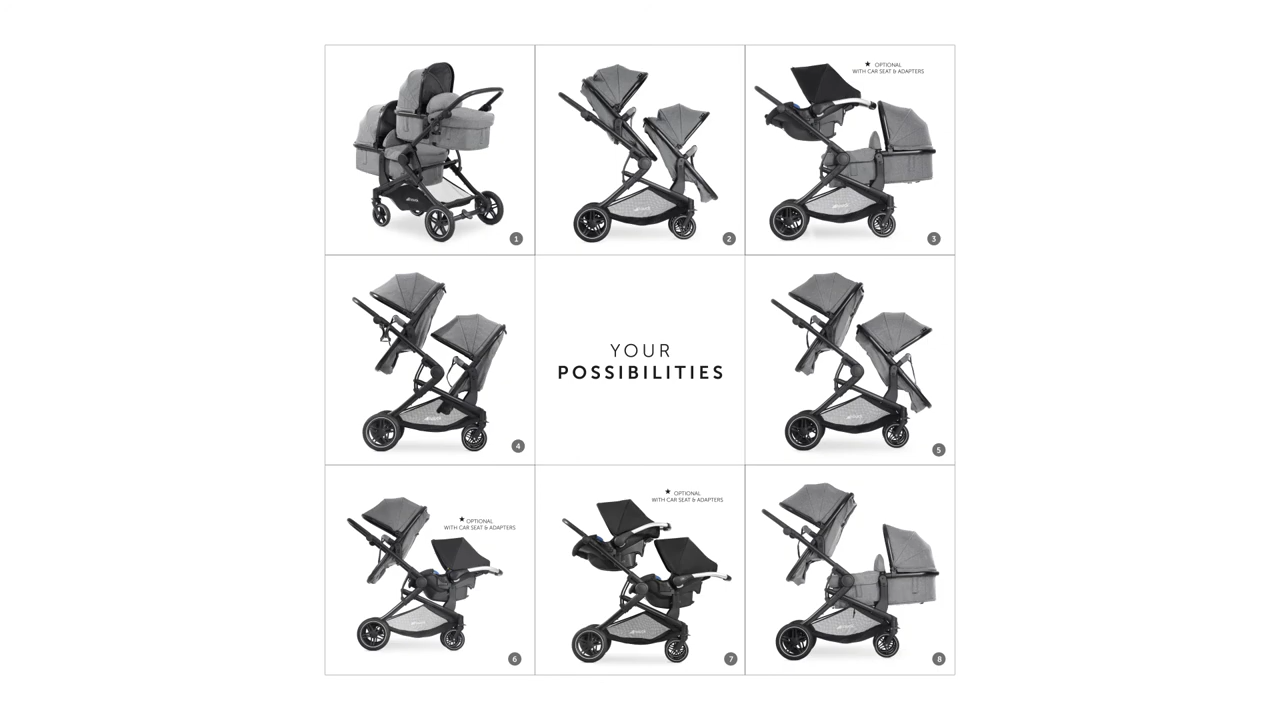 1
2
★ OPTIONAL
WITH CAR SEAT & ADAPTERS
3
4
YOUR
POSSIBILITIES
5
★ OPTIONAL
WITH CAR SEAT & ADAPTERS
6
★ OPTIONAL
WITH CAR SEAT & ADAPTERS
7
8